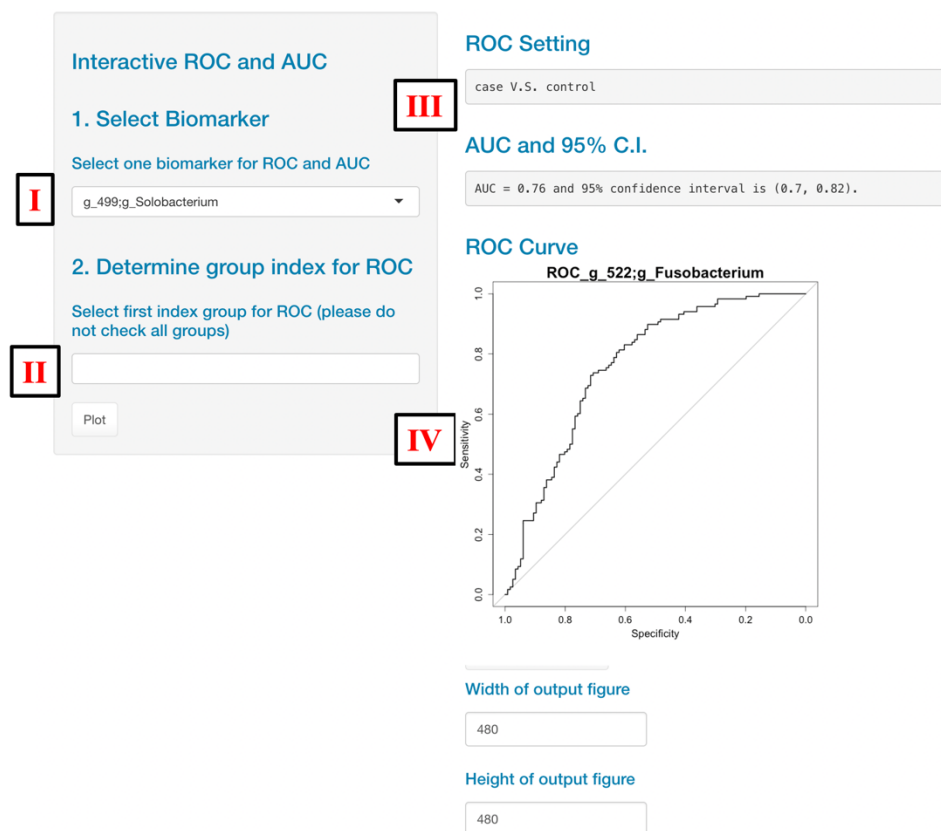 Interactive ROC and AUC
1. Select Biomarker
Select one biomarker for ROC and AUC
I
g_499;g_Solobacterium
2. Determine group index for ROC
Select first index group for ROC (please do
not check all groups)
II
Plot
ROC Setting
III
case V.S. control
AUC and 95% C.I.
AUC = 0.76 and 95% confidence interval is (0.7, 0.82).
ROC Curve
IV
ROC_g_522;g_Fusobacterium
Sensitivity
1.0
0.8
0.6
0.4
0.2
0.0
1.0 0.8 0.6 0.4 0.2 0.0
Specificity
Width of output figure
480
Height of output figure
480